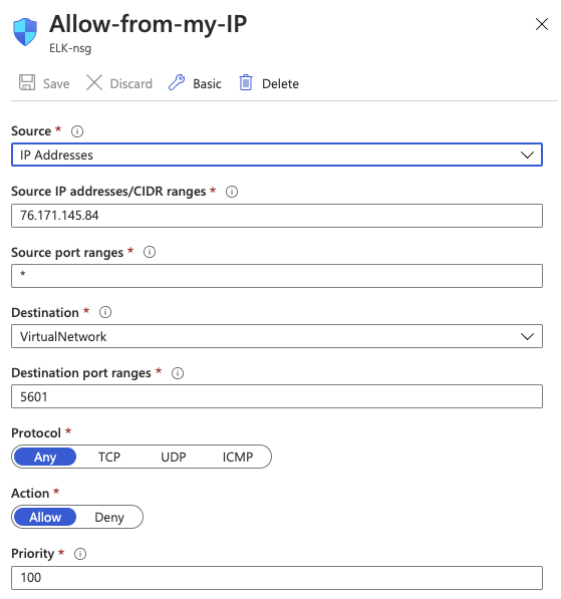 Allow-from-my-IP
ELK-nsg
Save Discard Basic Delete
Source *
IP Addresses
Source IP addresses/CIDR ranges *
76.171.145.84
Source port ranges *
*
Destination *
VirtualNetwork
Destination port ranges *
5601
Protocol *
Any TCP UDP ICMP
Action *
Allow Deny
Priority *
100